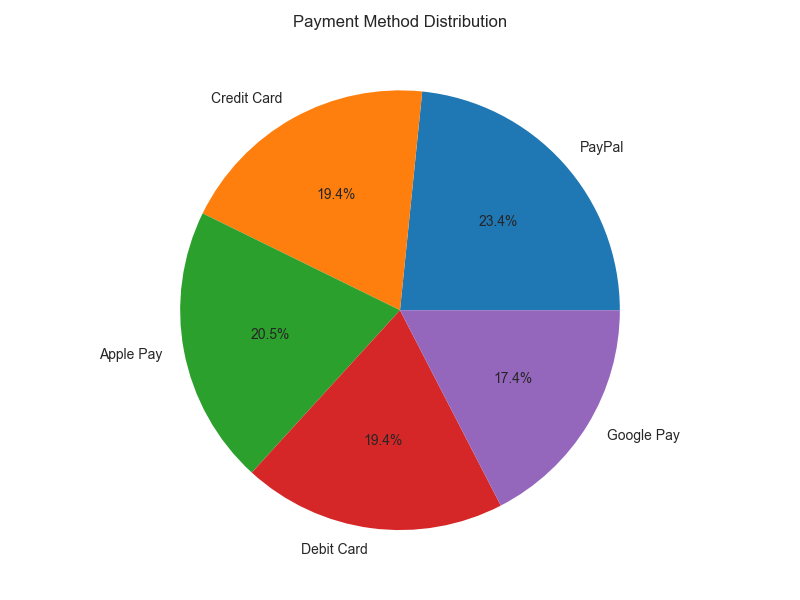 Payment Method Distribution
Credit Card
PayPal
19.4%
23.4%
20.5%
Apple Pay
17.4%
Google Pay
19.4%
Debit Card